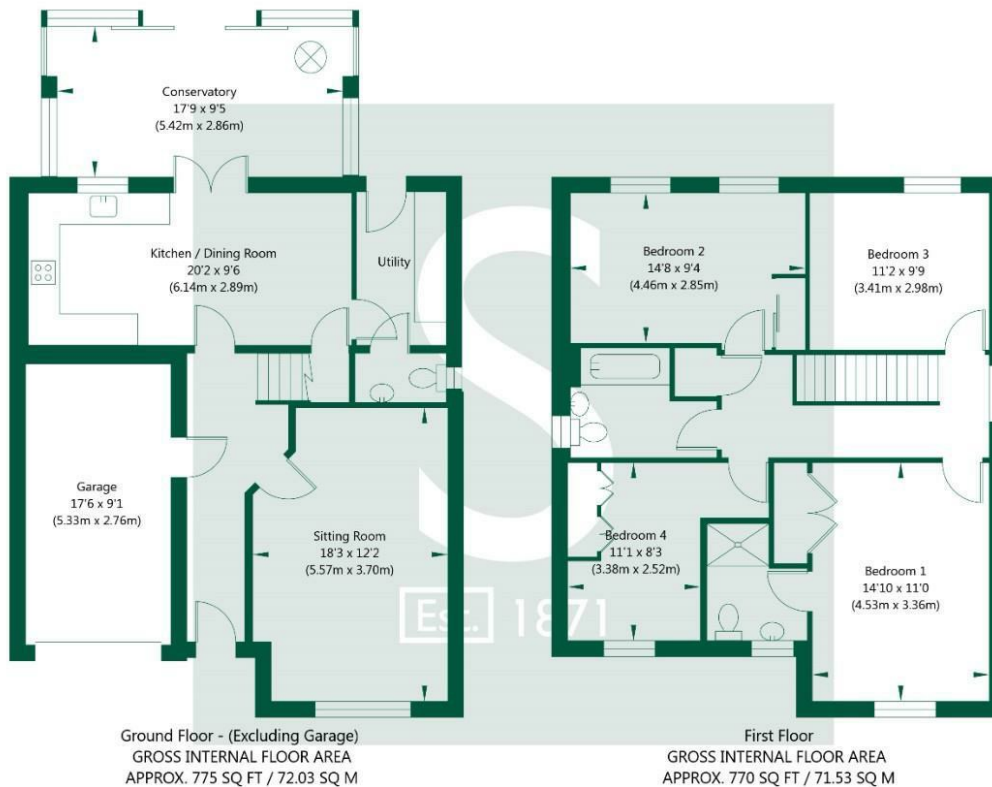 Conservatory
17'9 x 9'5
(5.42m x 2.86m)
Kitchen / Dining Room
20'2 x 9'6
(6.14m x 2.89m)
Utility
Garage
17'6 x 9'1
(5.33m x 2.76m)
Sitting Room
18'3 x 12'2
(5.57m x 3.70m)
Ground Floor - (Excluding Garage)
GROSS INTERNAL FLOOR AREA
APPROX. 775 SQ FT / 72.03 SQ M
Bedroom 2
14'8 x 9'4
(4.46m x 2.85m)
Bedroom 3
11'2 x 9'9
(3.41m x 2.98m)
Bedroom 4
11'1 x 8'3
(3.38m x 2.52m)
Bedroom 1
14'10 x 11'0
(4.53m x 3.36m)
First Floor
GROSS INTERNAL FLOOR AREA
APPROX. 770 SQ FT / 71.53 SQ M
S
Est. 1871